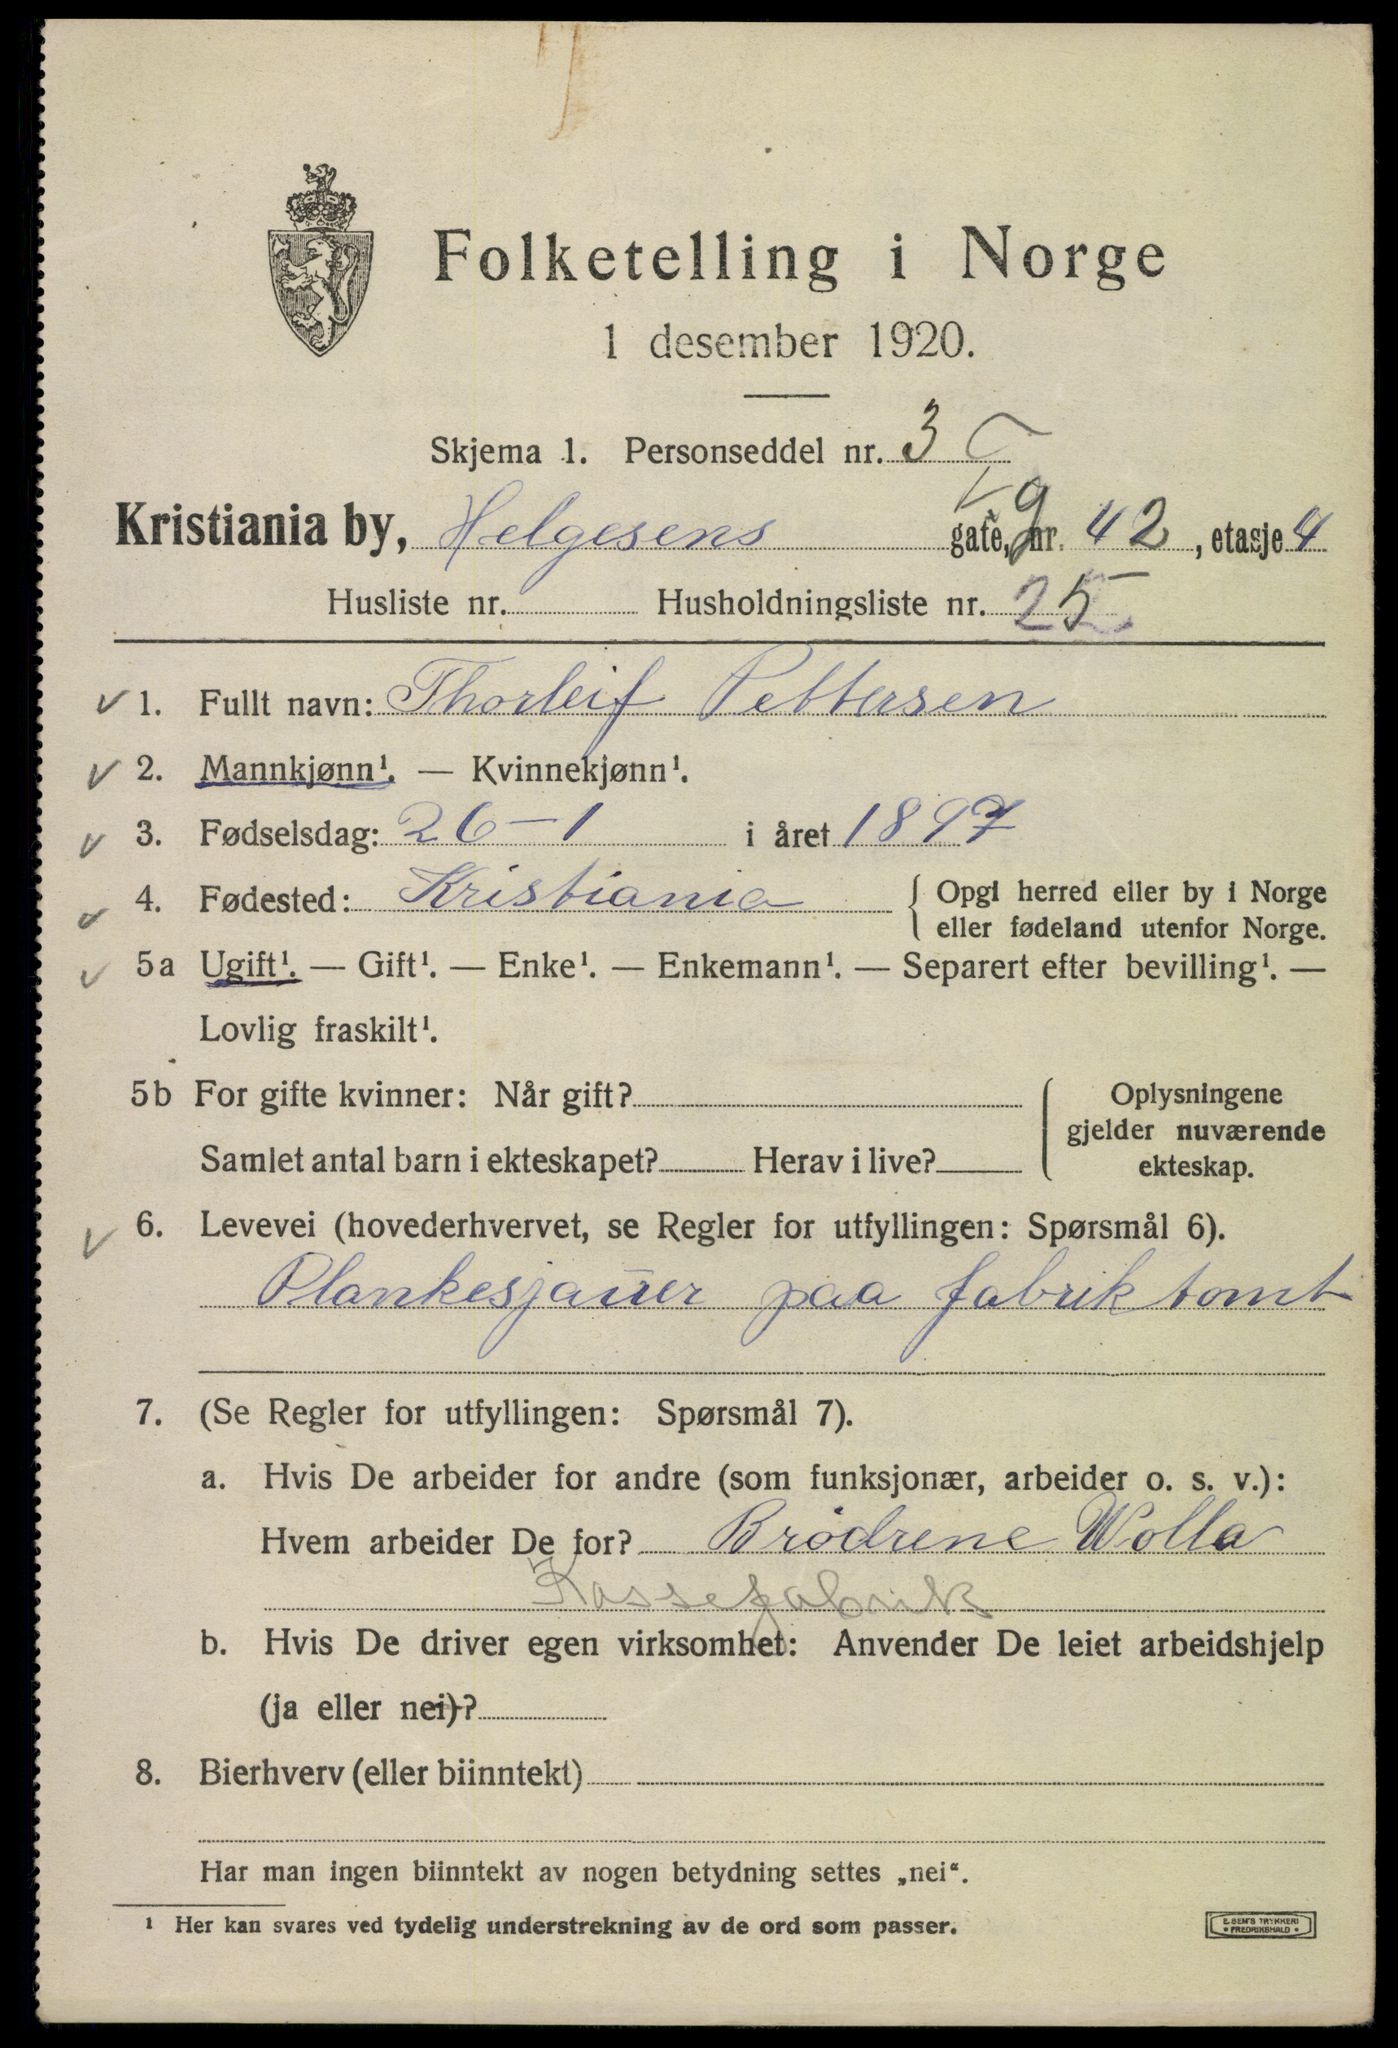 Folketelling i Norge
1 desember 1920.
Skjema 1. Personseddel nr. 3
Kristiania by, Helgesens gate, nr. 42, etasje 4
Husliste nr. Husholdningsliste nr. 25
1. Fullt navn: Thorleif Pettersen
2. Mannkjønn¹. — Kvinnekjønn¹.
3. Fødselsdag: 26-1 i året 1897
4. Fødested: Kristiania { Opgi herred eller by i Norge
eller fødeland utenfor Norge.
5a Ugift¹. — Gift¹. — Enke¹. — Enkemann¹. — Separert efter bevilling¹. —
Lovlig fraskilt¹.
5b For gifte kvinner: Når gift? { Oplysningene
gjelder nuværende
Samlet antal barn i ekteskapet? Herav i live? ekteskap.
6. Levevei (hovederhvervet, se Regler for utfyllingen: Spørsmål 6).
Plankesjauer paa fabriktomt
7. (Se Regler for utfyllingen: Spørsmål 7).
a. Hvis De arbeider for andre (som funksjonær, arbeider o. s. v.):
Hvem arbeider De for? Brödrene Wolla
Kassefabrik
b. Hvis De driver egen virksomhet: Anvender De leiet arbeidshjelp
(ja eller nei)?
8. Bierhverv (eller biinntekt)
Har man ingen biinntekt av nogen betydning settes „nei“.
¹ Her kan svares ved tydelig understrekning av de ord som passer.
E. SEM'S TRYKKERI
FREDRIKSHALD